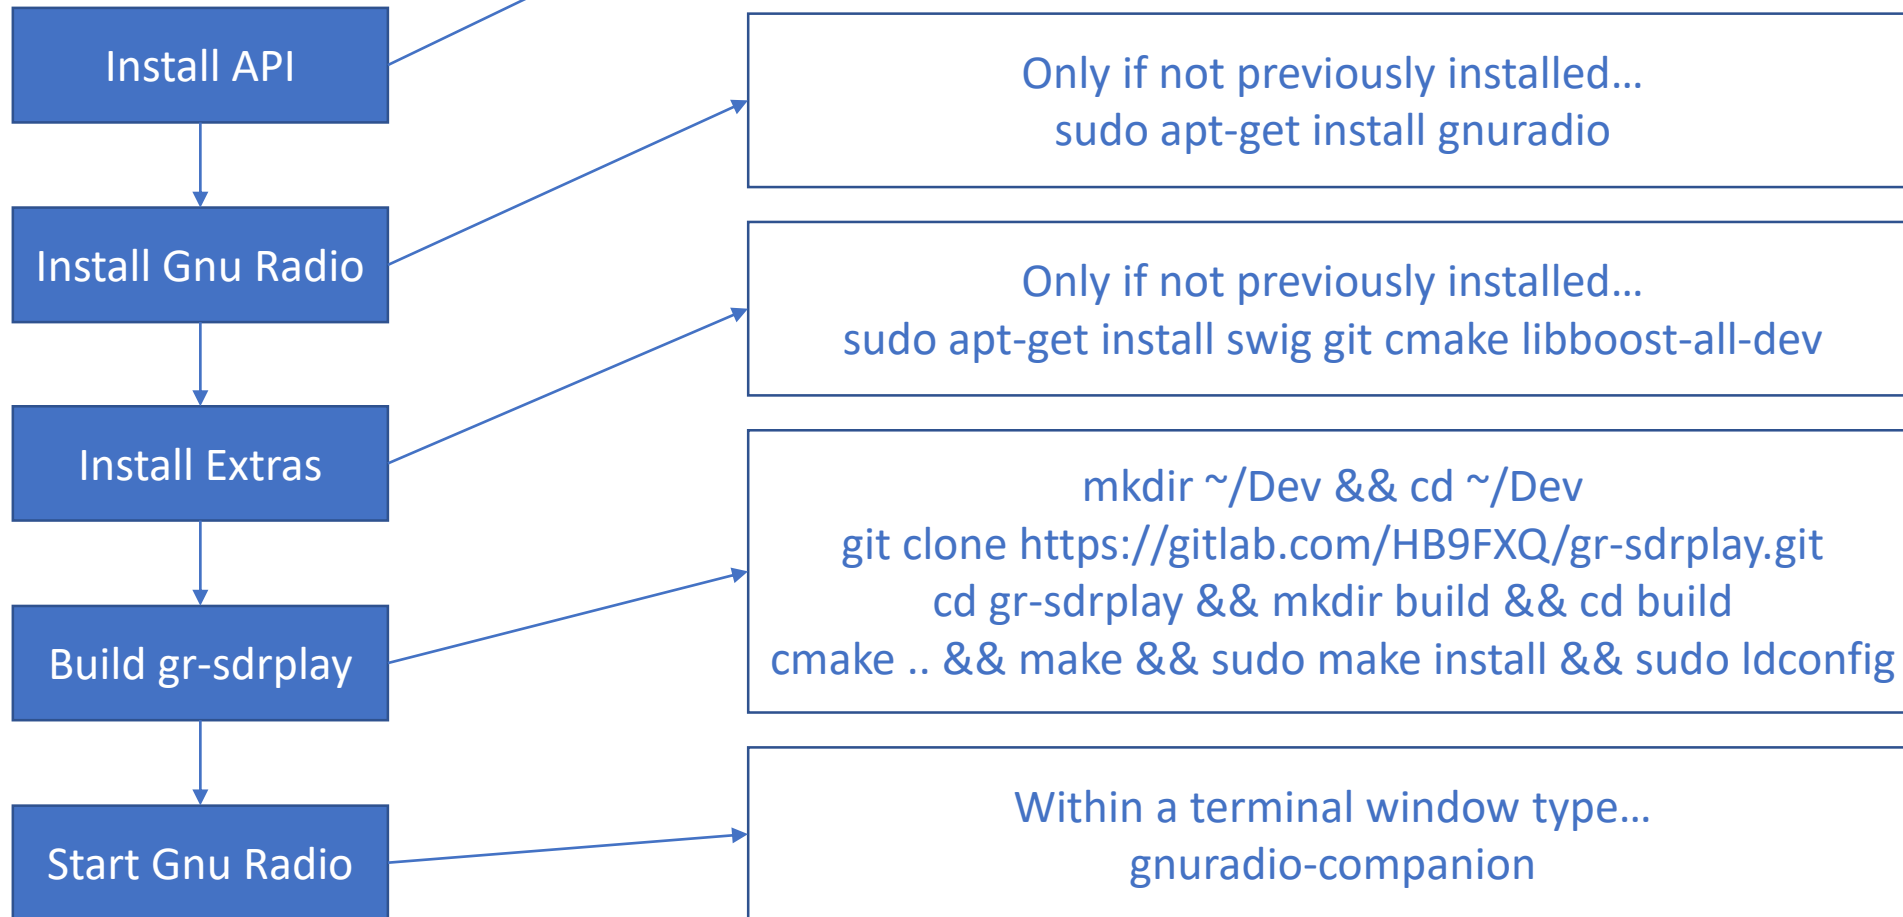 Install API
Only if not previously installed…
sudo apt-get install gnuradio
Install Gnu Radio
Only if not previously installed…
sudo apt-get install swig git cmake libboost-all-dev
Install Extras
mkdir ~/Dev && cd ~/Dev
git clone https://gitlab.com/HB9FXQ/gr-sdrplay.git
cd gr-sdrplay && mkdir build && cd build
cmake .. && make && sudo make install && sudo ldconfig
Build gr-sdrplay
Within a terminal window type…
gnuradio-companion
Start Gnu Radio